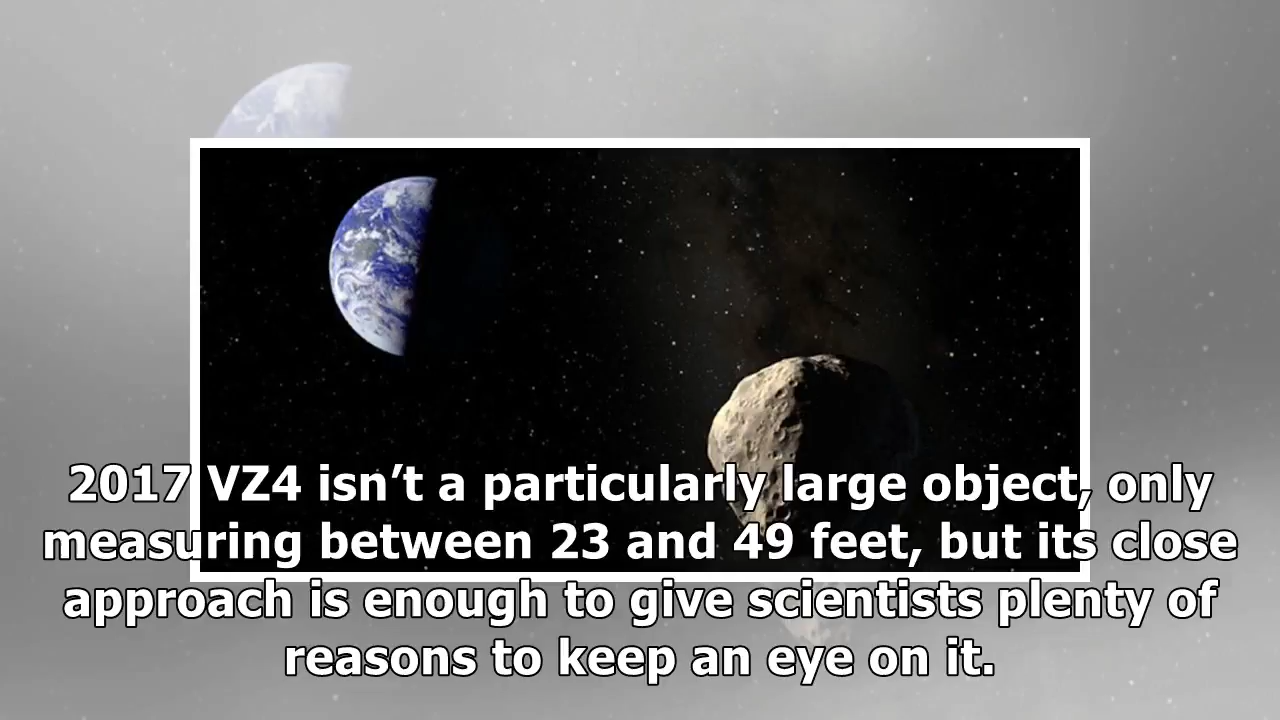 2017 VZ4 isn’t a particularly large object, only
measuring between 23 and 49 feet, but its close
approach is enough to give scientists plenty of
reasons to keep an eye on it.